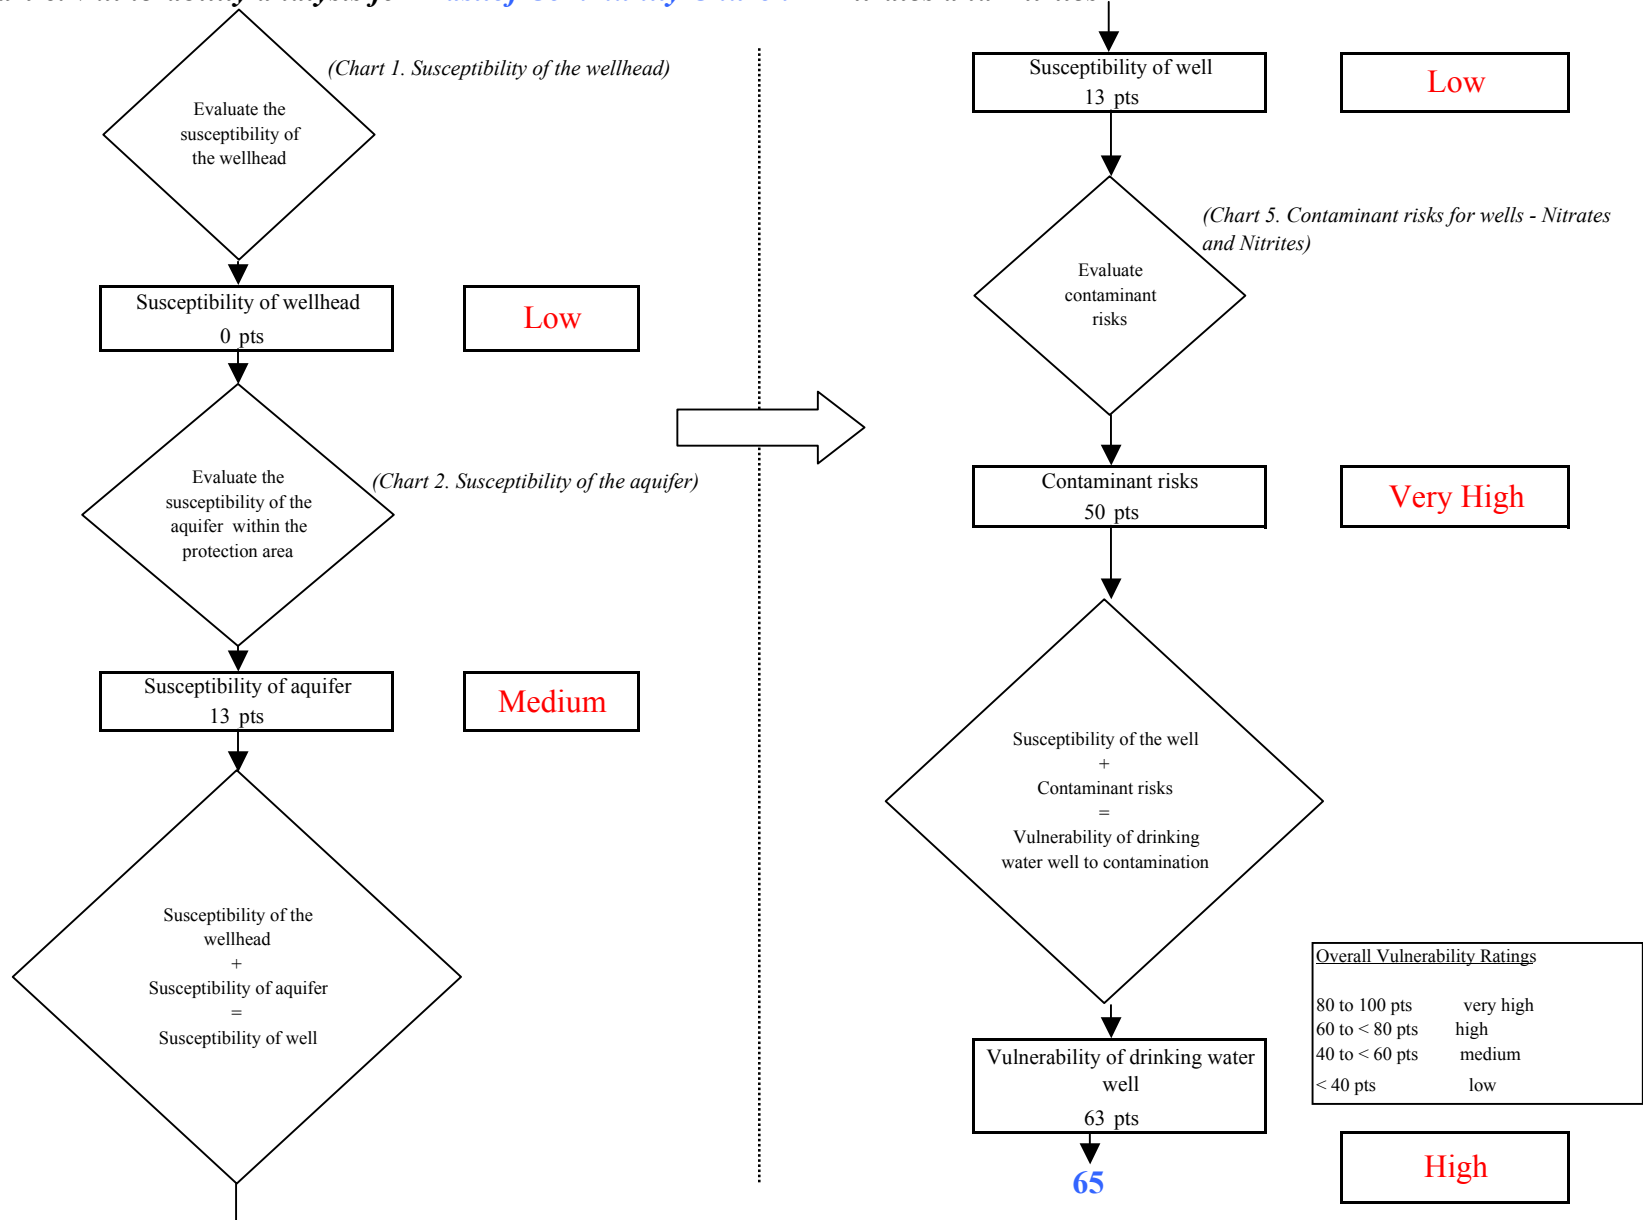 (Chart 1. Susceptibility of the wellhead)
Evaluate the
susceptibility of
the wellhead
Susceptibility of wellhead
0 pts
Low
Evaluate the
susceptibility of the
aquifer within the
protection area
(Chart 2. Susceptibility of the aquifer)
Susceptibility of aquifer
13 pts
Medium
Susceptibility of the
wellhead
+
Susceptibility of aquifer
=
Susceptibility of well
Susceptibility of well
13 pts
Low
(Chart 5. Contaminant risks for wells - Nitrates
and Nitrites)
Evaluate
contaminant
risks
Contaminant risks
50 pts
Very High
Susceptibility of the well
+
Contaminant risks
=
Vulnerability of drinking
water well to contamination
Overall Vulnerability Ratings
80 to 100 pts very high
60 to < 80 pts high
40 to < 60 pts medium
< 40 pts low
Vulnerability of drinking water
well
63 pts
65
High